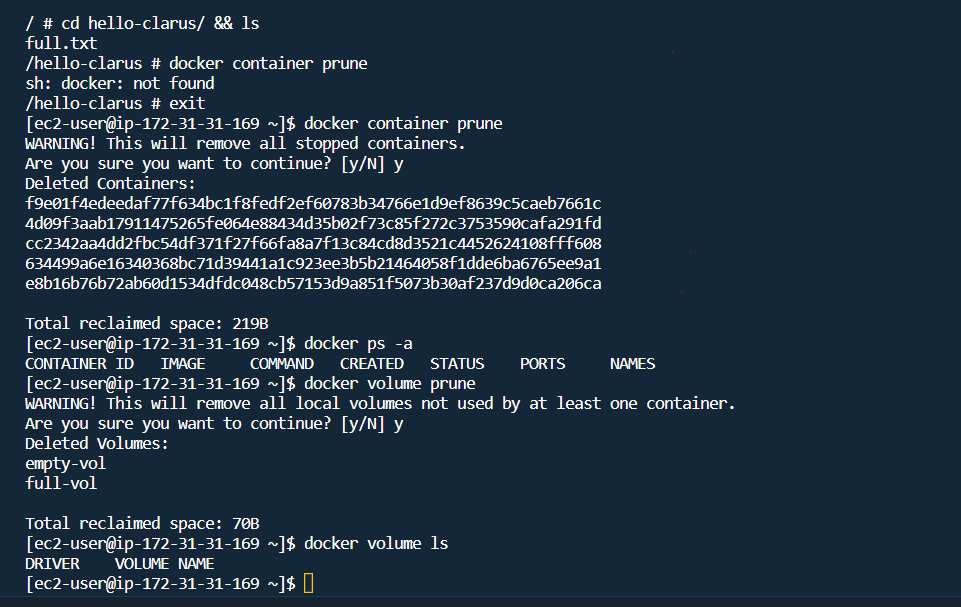 / # cd hello-clarus/ && ls
full.txt
/hello-clarus # docker container prune
sh: docker: not found
/hello-clarus # exit
[ec2-user@ip-172-31-31-169 ~]$ docker container prune
WARNING! This will remove all stopped containers.
Are you sure you want to continue? [y/N] y
Deleted Containers:
f9e01f4edeedaf77f634bc1f8fedf2ef60783b34766e1d9ef8639c5caeb7661c
4d09f3aab17911475265fe064e88434d35b02f73c85f272c3753590cafa291fd
cc2342aa4dd2fbc54df371f27f66fa8a7f13c84cd8d3521c4452624108fff608
634499a6e16340368bc71d39441a1c923ee3b5b21464058f1dde6ba6765ee9a1
e8b16b76b72ab60d1534dfdc048cb57153d9a851f5073b30af237d9d0ca206ca
Total reclaimed space: 219B
[ec2-user@ip-172-31-31-169 ~]$ docker ps -a
CONTAINER ID   IMAGE     COMMAND   CREATED   STATUS    PORTS     NAMES
[ec2-user@ip-172-31-31-169 ~]$ docker volume prune
WARNING! This will remove all local volumes not used by at least one container.
Are you sure you want to continue? [y/N] y
Deleted Volumes:
empty-vol
full-vol
Total reclaimed space: 70B
[ec2-user@ip-172-31-31-169 ~]$ docker volume ls
DRIVER    VOLUME NAME
[ec2-user@ip-172-31-31-169 ~]$